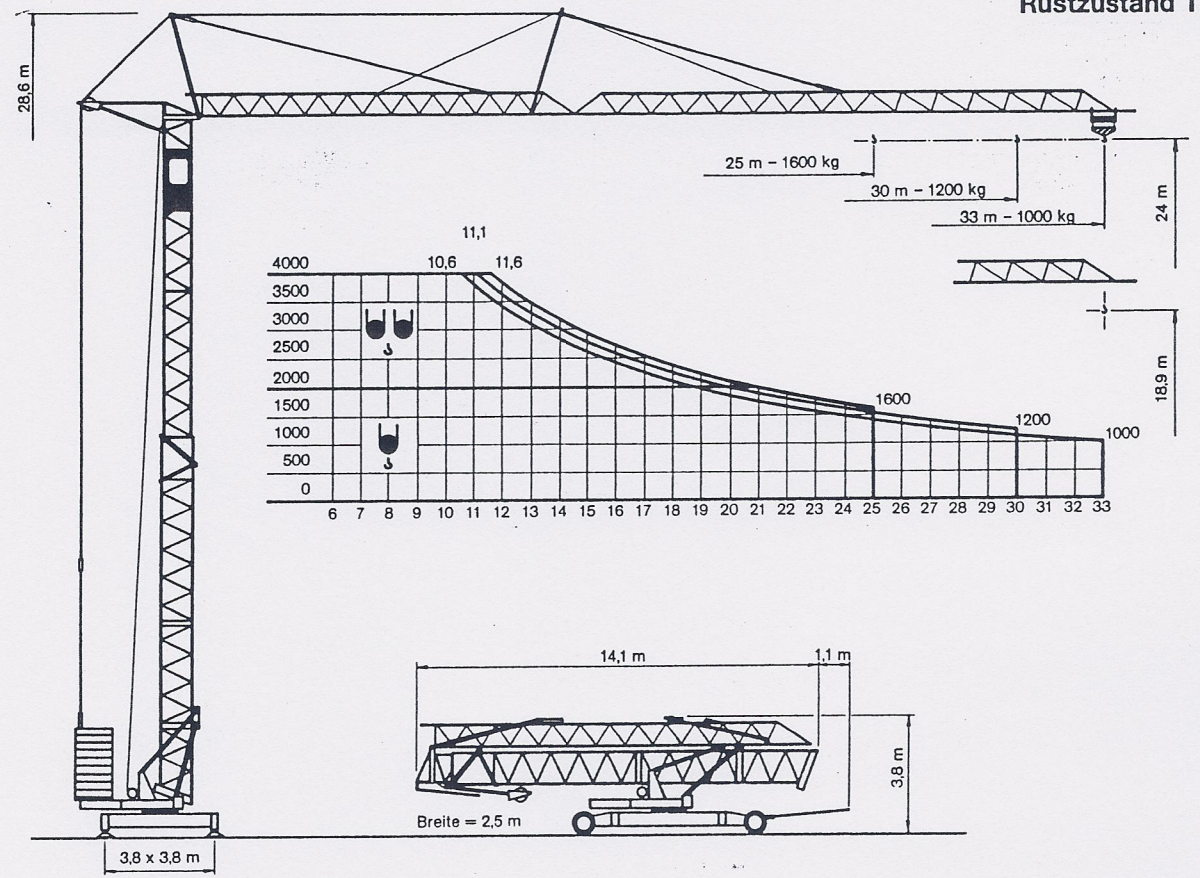 Rüstzustand 1
28,6 m
25 m – 1600 kg
30 m – 1200 kg
33 m – 1000 kg
24 m
18,9 m
11,1
10,6
11,6
4000
3500
3000
2500
2000
1500
1000
500
0
1600
1200
1000
6 7 8 9 10 11 12 13 14 15 16 17 18 19 20 21 22 23 24 25 26 27 28 29 30 31 32 33
14,1 m
1,1 m
3,8 m
Breite = 2,5 m
3,8 x 3,8 m